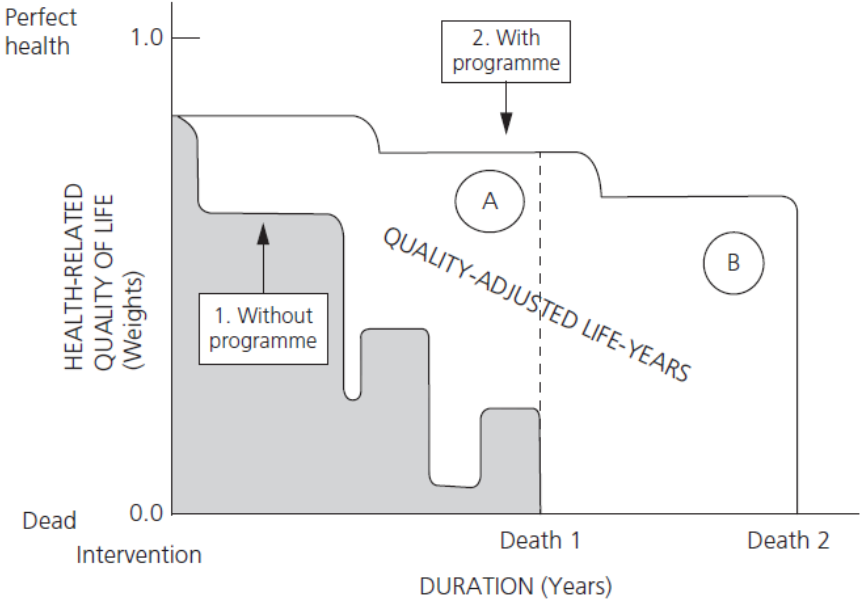 Perfect
health
1.0
2. With
programme
A
QUALITY-ADJUSTED LIFE-YEARS
B
HEALTH-RELATED
QUALITY OF LIFE
(Weights)
1. Without
programme
Dead
0.0
Intervention
Death 1
Death 2
DURATION (Years)